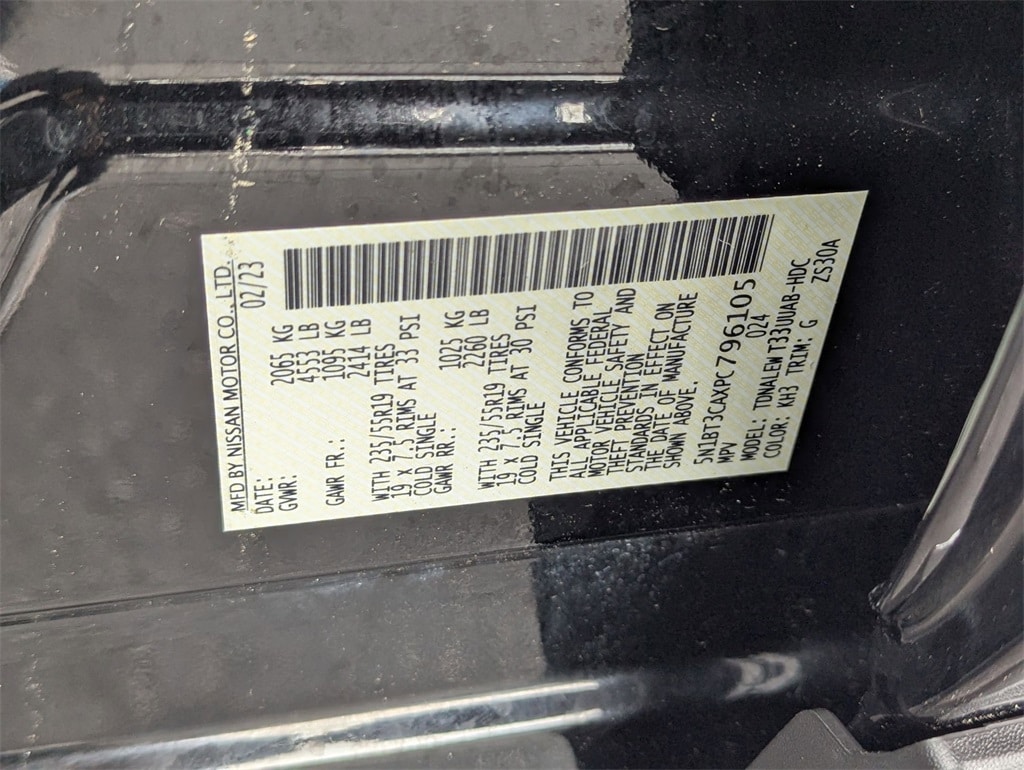 MFD BY NISSAN MOTOR CO., LTD.
DATE: 02/23
GVWR: 2065 KG
4553 LB
GAWR FR.: 1095 KG
2414 LB
WITH 235/55R19 TIRES
19 X 7.5 RIMS AT 33 PSI
COLD SINGLE
GAWR RR.: 1025 KG
2260 LB
WITH 235/55R19 TIRES
19 X 7.5 RIMS AT 30 PSI
COLD SINGLE
THIS VEHICLE CONFORMS TO
ALL APPLICABLE FEDERAL
MOTOR VEHICLE SAFETY AND
THEFT PREVENTION
STANDARDS IN EFFECT ON
THE DATE OF MANUFACTURE
SHOWN ABOVE.
5N1BT3CAXPC796105
MPV 024
MODEL: TDNALEW T33UUAB-HDC
COLOR: KH3 TRIM: G ZS30A